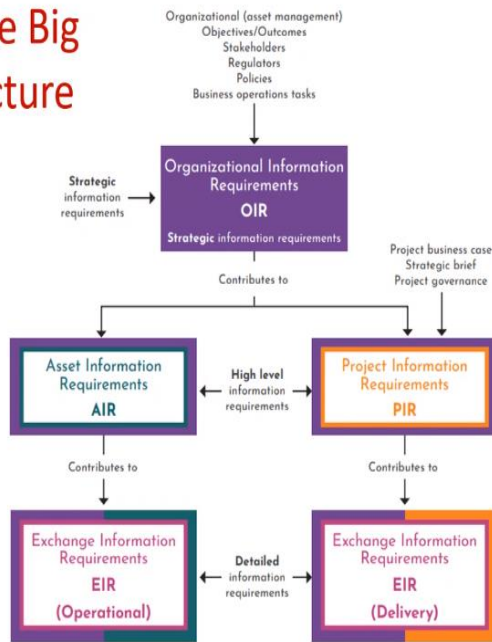 e Big
cture
Organizational (asset management)
Objectives/Outcomes
Stakeholders
Regulators
Policies
Business operations tasks
Strategic
information
requirements
Organizational Information
Requirements
OIR
Strategic information requirements
Contributes to
Project business case
Strategic brief
Project governance
Asset Information
Requirements
AIR
High level
information
requirements
Project Information
Requirements
PIR
Contributes to
Contributes to
Exchange Information
Requirements
EIR
(Operational)
Detailed
information
requirements
Exchange Information
Requirements
EIR
(Delivery)